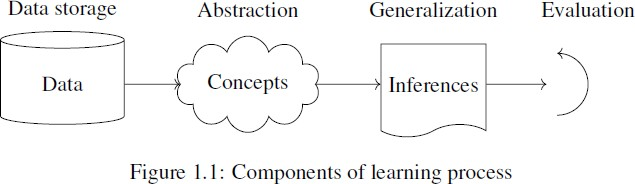 Data storage Abstraction Generalization Evaluation
Data Concepts Inferences
Figure 1.1: Components of learning process